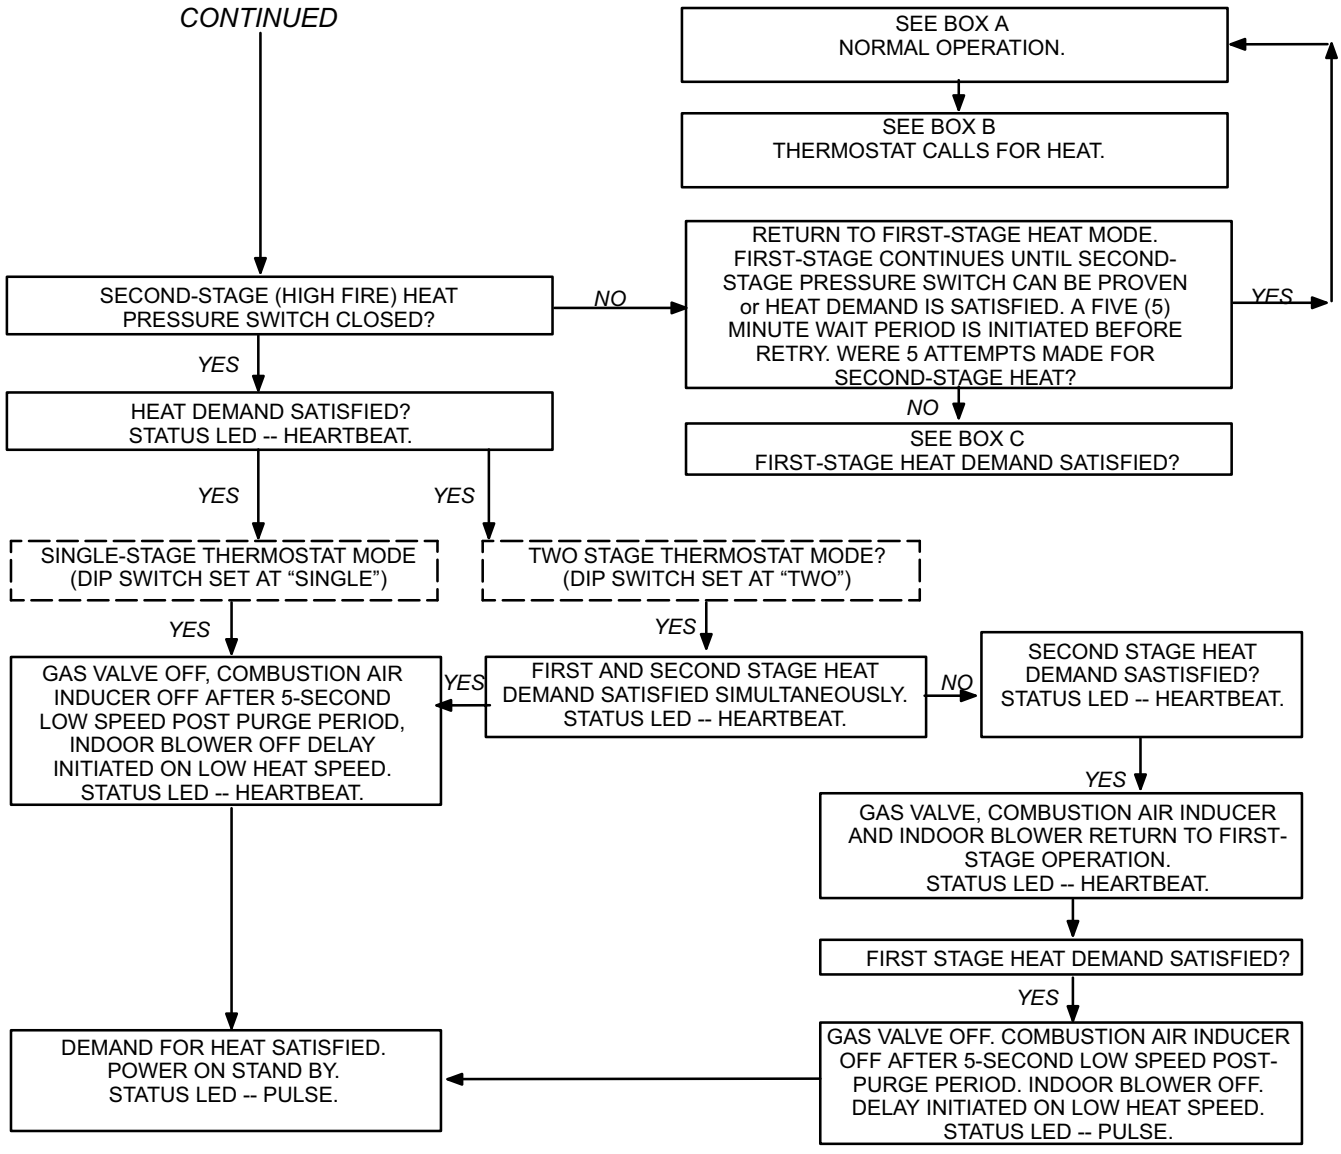 CONTINUED
SEE BOX A
NORMAL OPERATION.
SEE BOX B
THERMOSTAT CALLS FOR HEAT.
SECOND-STAGE (HIGH FIRE) HEAT
PRESSURE SWITCH CLOSED?
NO
RETURN TO FIRST-STAGE HEAT MODE.
FIRST-STAGE CONTINUES UNTIL SECOND-
STAGE PRESSURE SWITCH CAN BE PROVEN
or HEAT DEMAND IS SATISFIED. A FIVE (5)
MINUTE WAIT PERIOD IS INITIATED BEFORE
RETRY. WERE 5 ATTEMPTS MADE FOR
SECOND-STAGE HEAT?
YES
YES
NO
HEAT DEMAND SATISFIED?
STATUS LED -- HEARTBEAT.
SEE BOX C
FIRST-STAGE HEAT DEMAND SATISFIED?
YES
YES
SINGLE-STAGE THERMOSTAT MODE
(DIP SWITCH SET AT “SINGLE”)
TWO STAGE THERMOSTAT MODE?
(DIP SWITCH SET AT “TWO”)
YES
YES
GAS VALVE OFF, COMBUSTION AIR
INDUCER OFF AFTER 5-SECOND
LOW SPEED POST PURGE PERIOD,
INDOOR BLOWER OFF DELAY
INITIATED ON LOW HEAT SPEED.
STATUS LED -- HEARTBEAT.
YES
FIRST AND SECOND STAGE HEAT
DEMAND SATISFIED SIMULTANEOUSLY.
STATUS LED -- HEARTBEAT.
NO
SECOND STAGE HEAT
DEMAND SASTISFIED?
STATUS LED -- HEARTBEAT.
YES
GAS VALVE, COMBUSTION AIR INDUCER
AND INDOOR BLOWER RETURN TO FIRST-
STAGE OPERATION.
STATUS LED -- HEARTBEAT.
FIRST STAGE HEAT DEMAND SATISFIED?
YES
DEMAND FOR HEAT SATISFIED.
POWER ON STAND BY.
STATUS LED -- PULSE.
GAS VALVE OFF. COMBUSTION AIR INDUCER
OFF AFTER 5-SECOND LOW SPEED POST-
PURGE PERIOD. INDOOR BLOWER OFF.
DELAY INITIATED ON LOW HEAT SPEED.
STATUS LED -- PULSE.